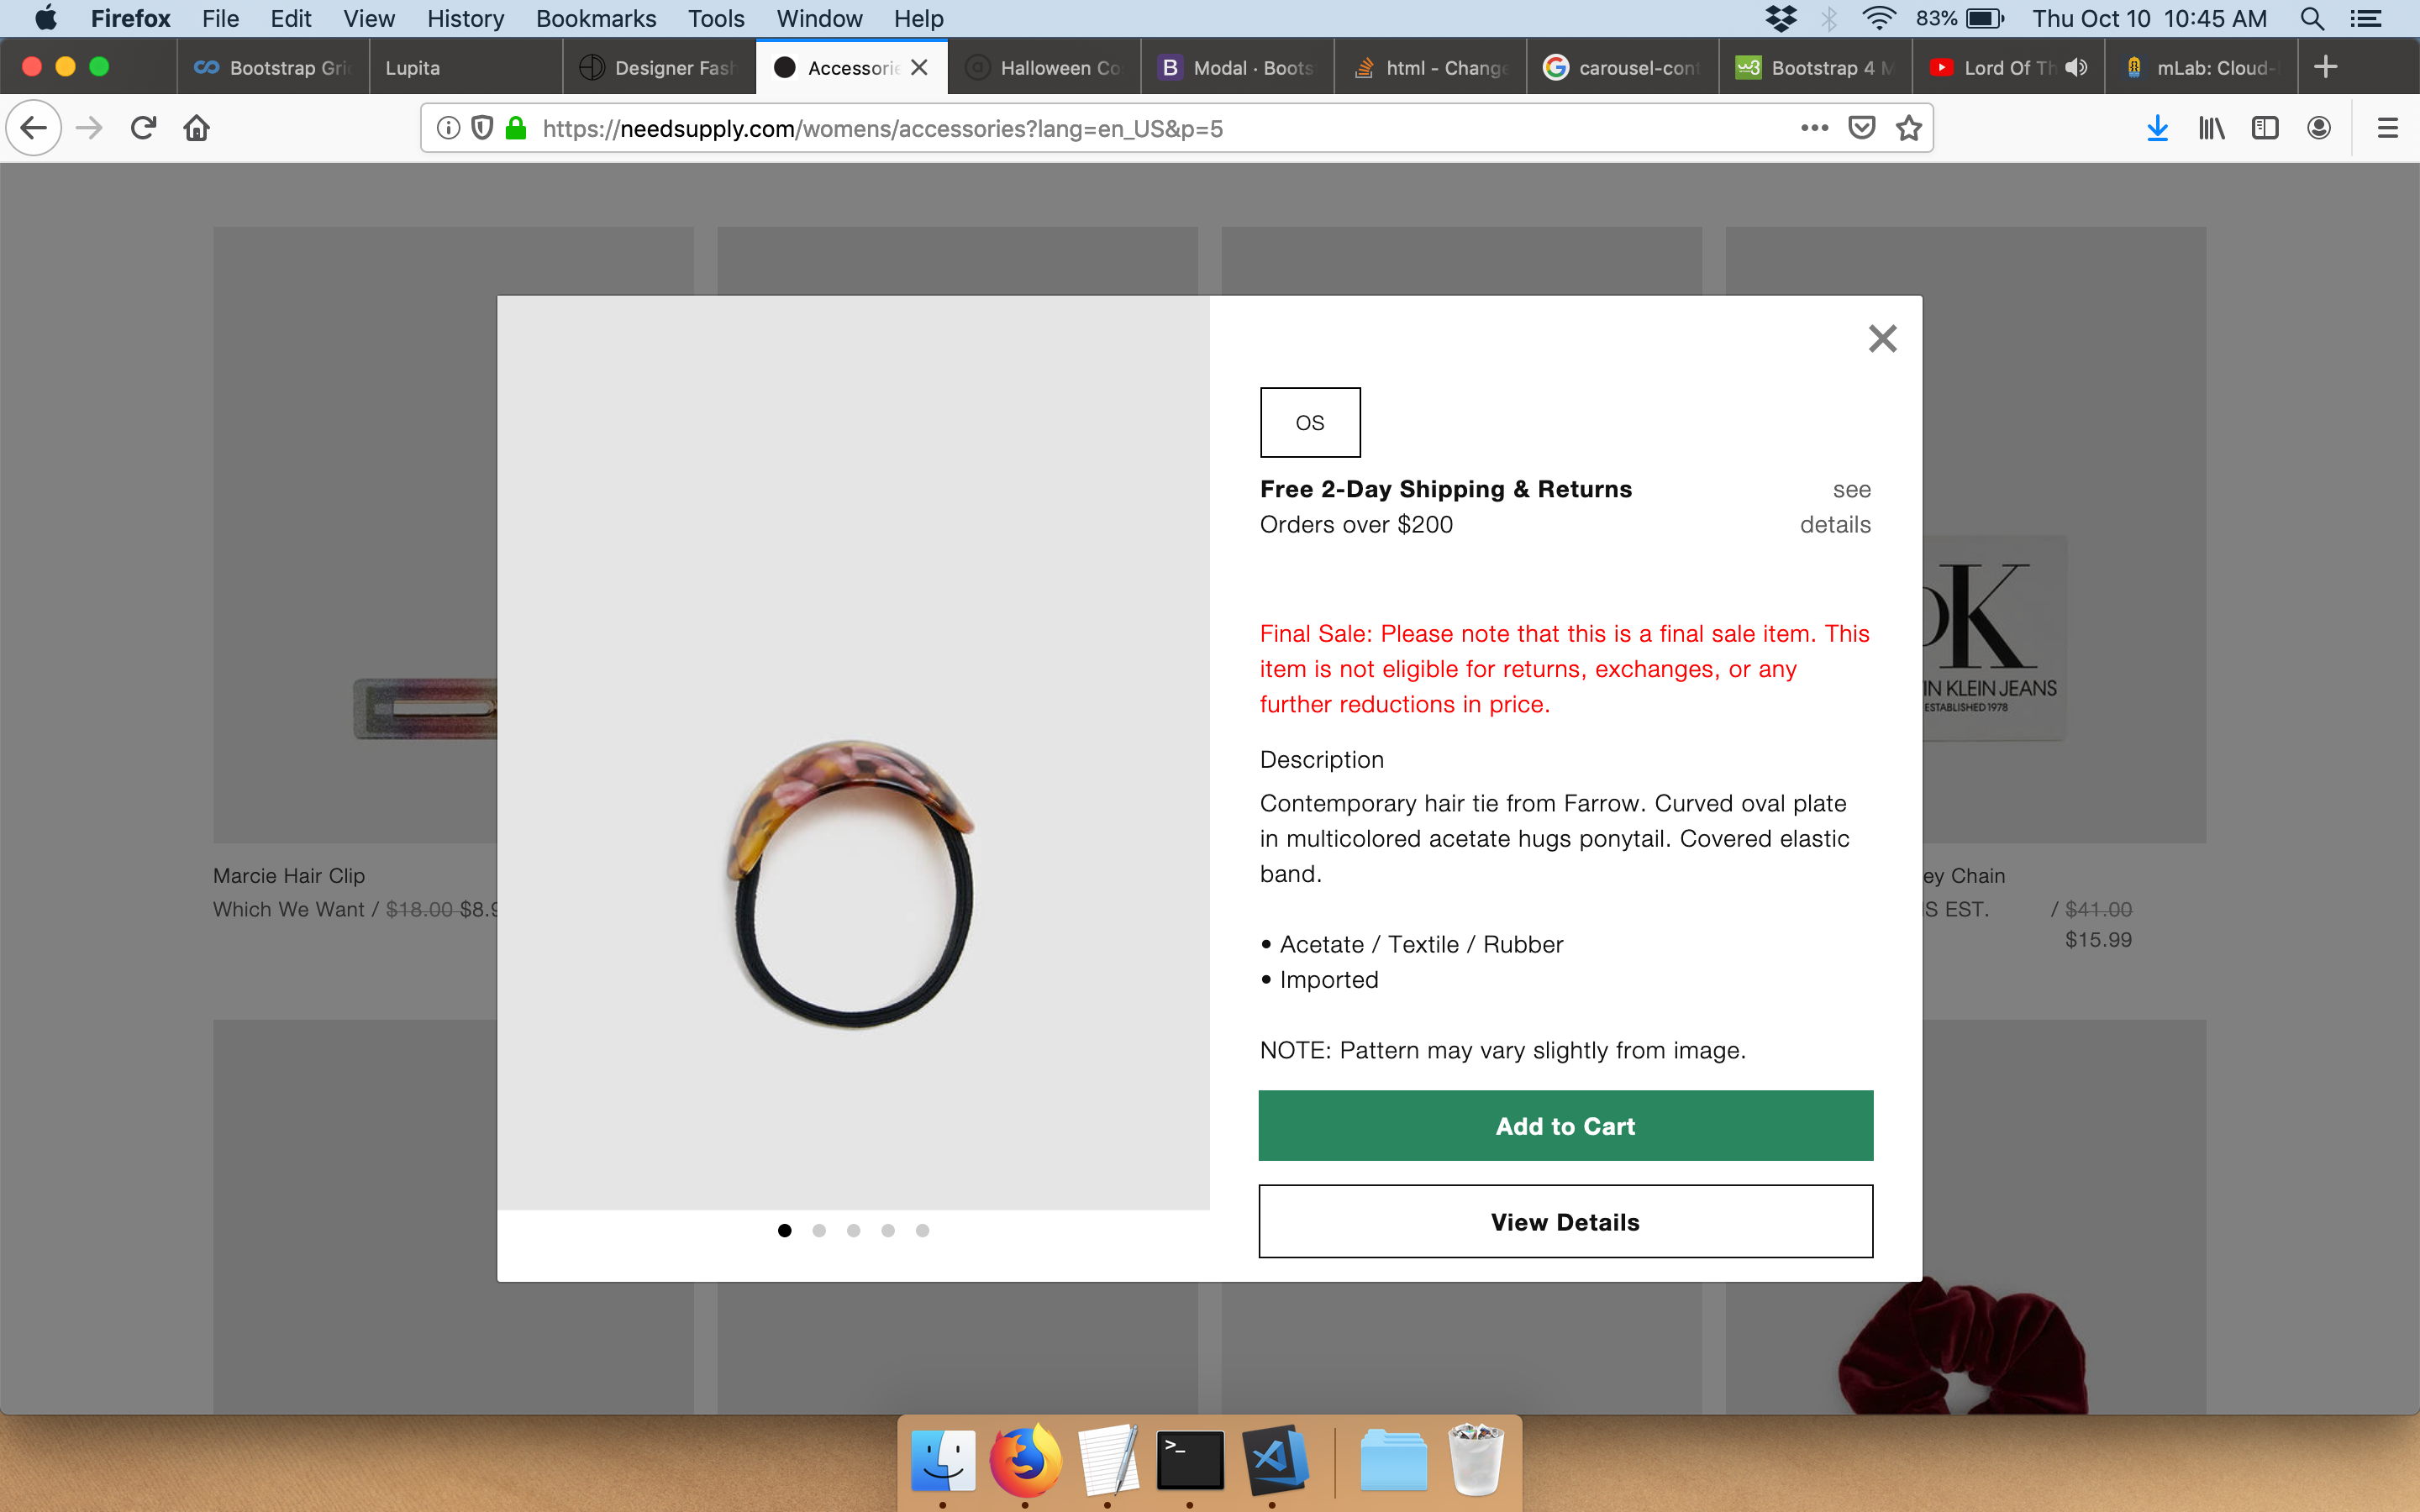 Firefox File Edit View History Bookmarks Tools Window Help 83% Thu Oct 10 10:45 AM
Bootstrap Gri Lupita Designer Fash Accessorie Halloween Co Modal · Boots html - Change carousel-cont Bootstrap 4 M Lord Of Th mLab: Cloud-
https://needsupply.com/womens/accessories?lang=en_US&p=5
OS
Free 2-Day Shipping & Returns see
Orders over $200 details
Final Sale: Please note that this is a final sale item. This
item is not eligible for returns, exchanges, or any
further reductions in price.
Description
Contemporary hair tie from Farrow. Curved oval plate
in multicolored acetate hugs ponytail. Covered elastic
band.
• Acetate / Textile / Rubber
• Imported
NOTE: Pattern may vary slightly from image.
Add to Cart
View Details
Marcie Hair Clip
Which We Want / $18.00 $8.9
K
IN KLEIN JEANS
ESTABLISHED 1978
ey Chain
S EST. / $41.00
$15.99